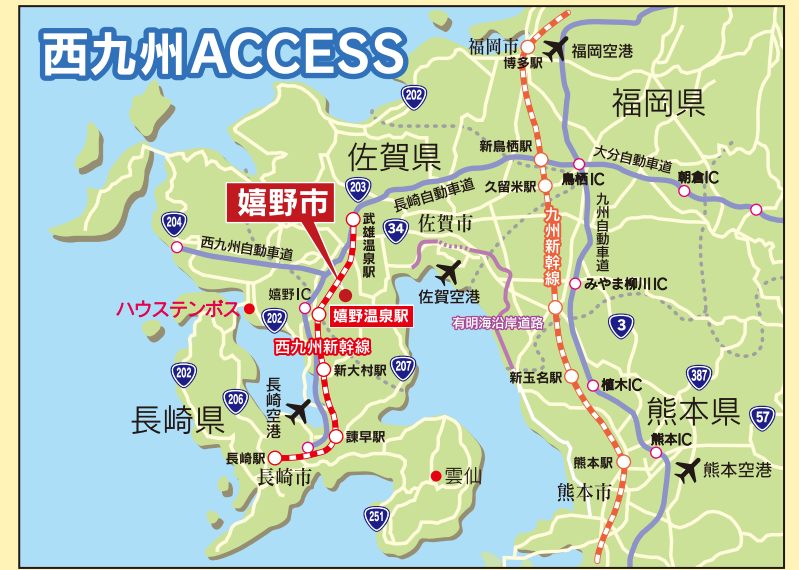 西九州ACCESS
福岡市
博多駅
福岡空港
202
福岡県
佐賀県
新鳥栖駅
大分自動車道
鳥栖IC
朝倉IC
203
久留米駅
長崎自動車道
嬉野市
九州自動車道
204
武雄温泉駅
34
佐賀市
九州新幹線
西九州自動車道
佐賀空港
みやま柳川IC
嬉野IC
ハウステンボス
202
嬉野温泉駅
有明海沿岸道路
3
西九州新幹線
202
新大村駅
207
新玉名駅
植木IC
387
206
長崎空港
長崎県
熊本県
57
諫早駅
熊本IC
長崎駅
長崎市
熊本駅
熊本空港
雲仙
熊本市
251